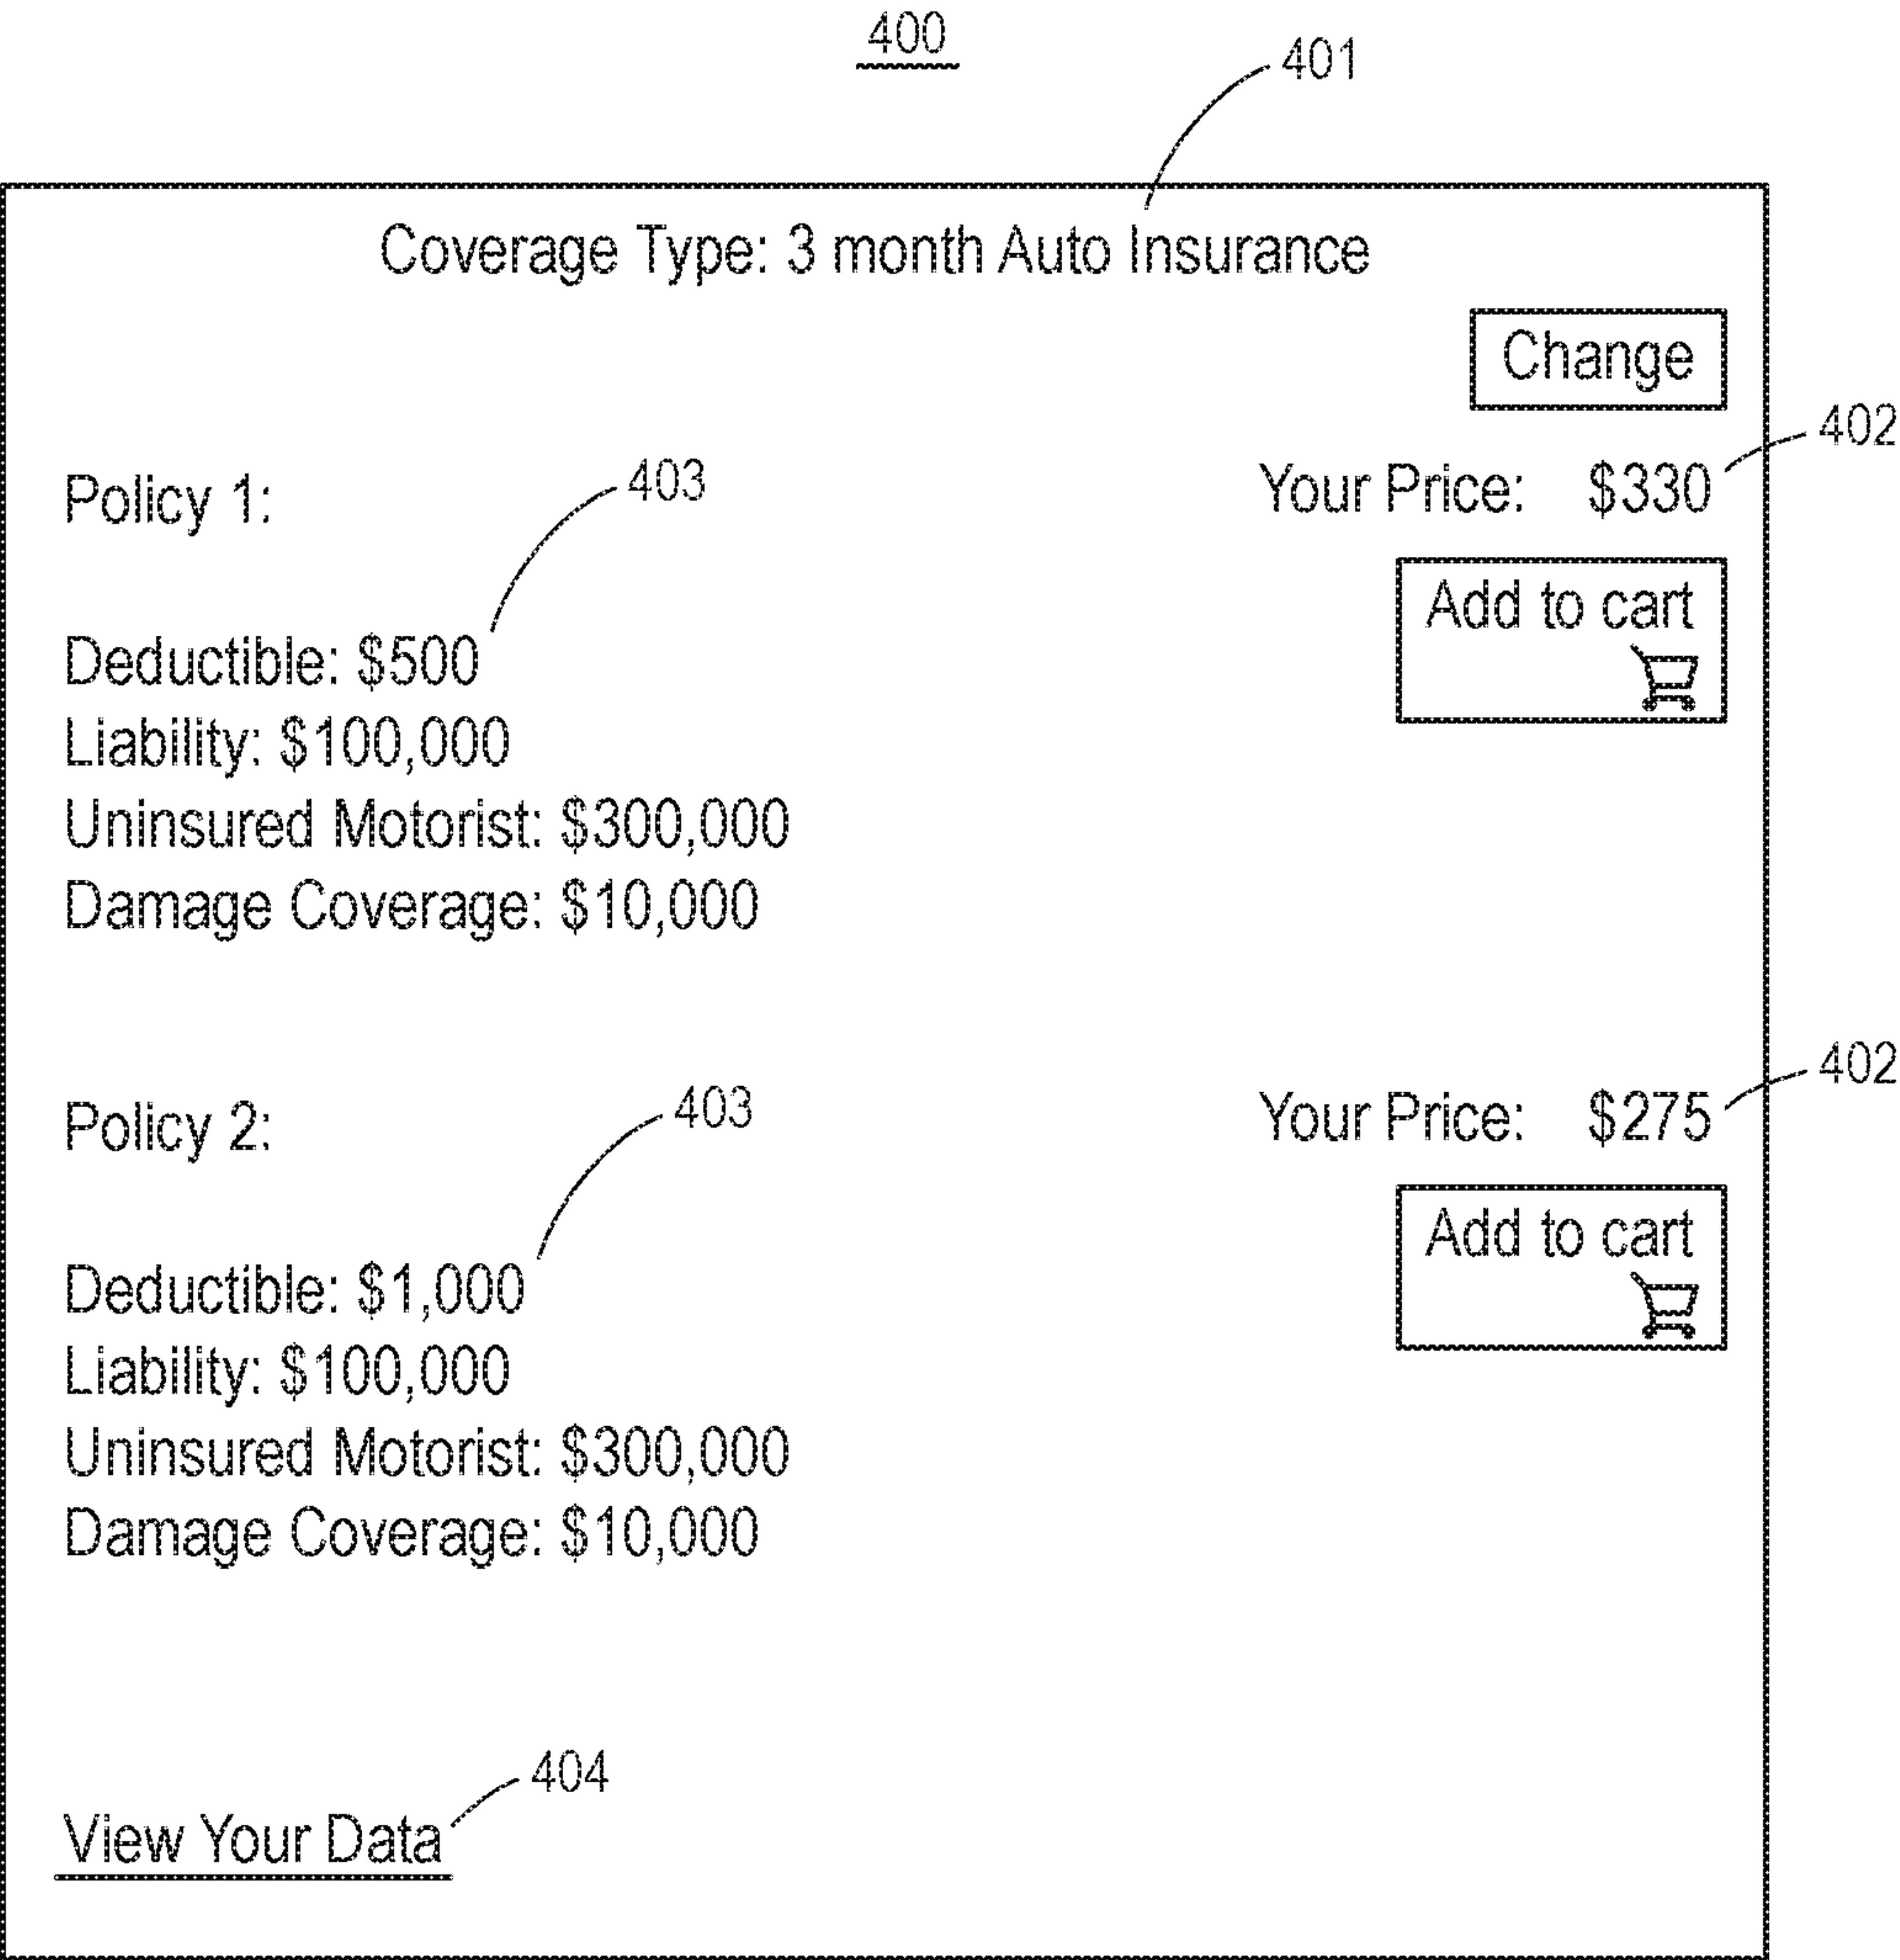 400
401
Coverage Type: 3 month Auto Insurance
Change
402
Policy 1:
403
Your Price: $330
Add to cart
Deductible: $500
Liability: $100,000
Uninsured Motorist: $300,000
Damage Coverage: $10,000
402
Policy 2:
403
Your Price: $275
Add to cart
Deductible: $1,000
Liability: $100,000
Uninsured Motorist: $300,000
Damage Coverage: $10,000
404
View Your Data